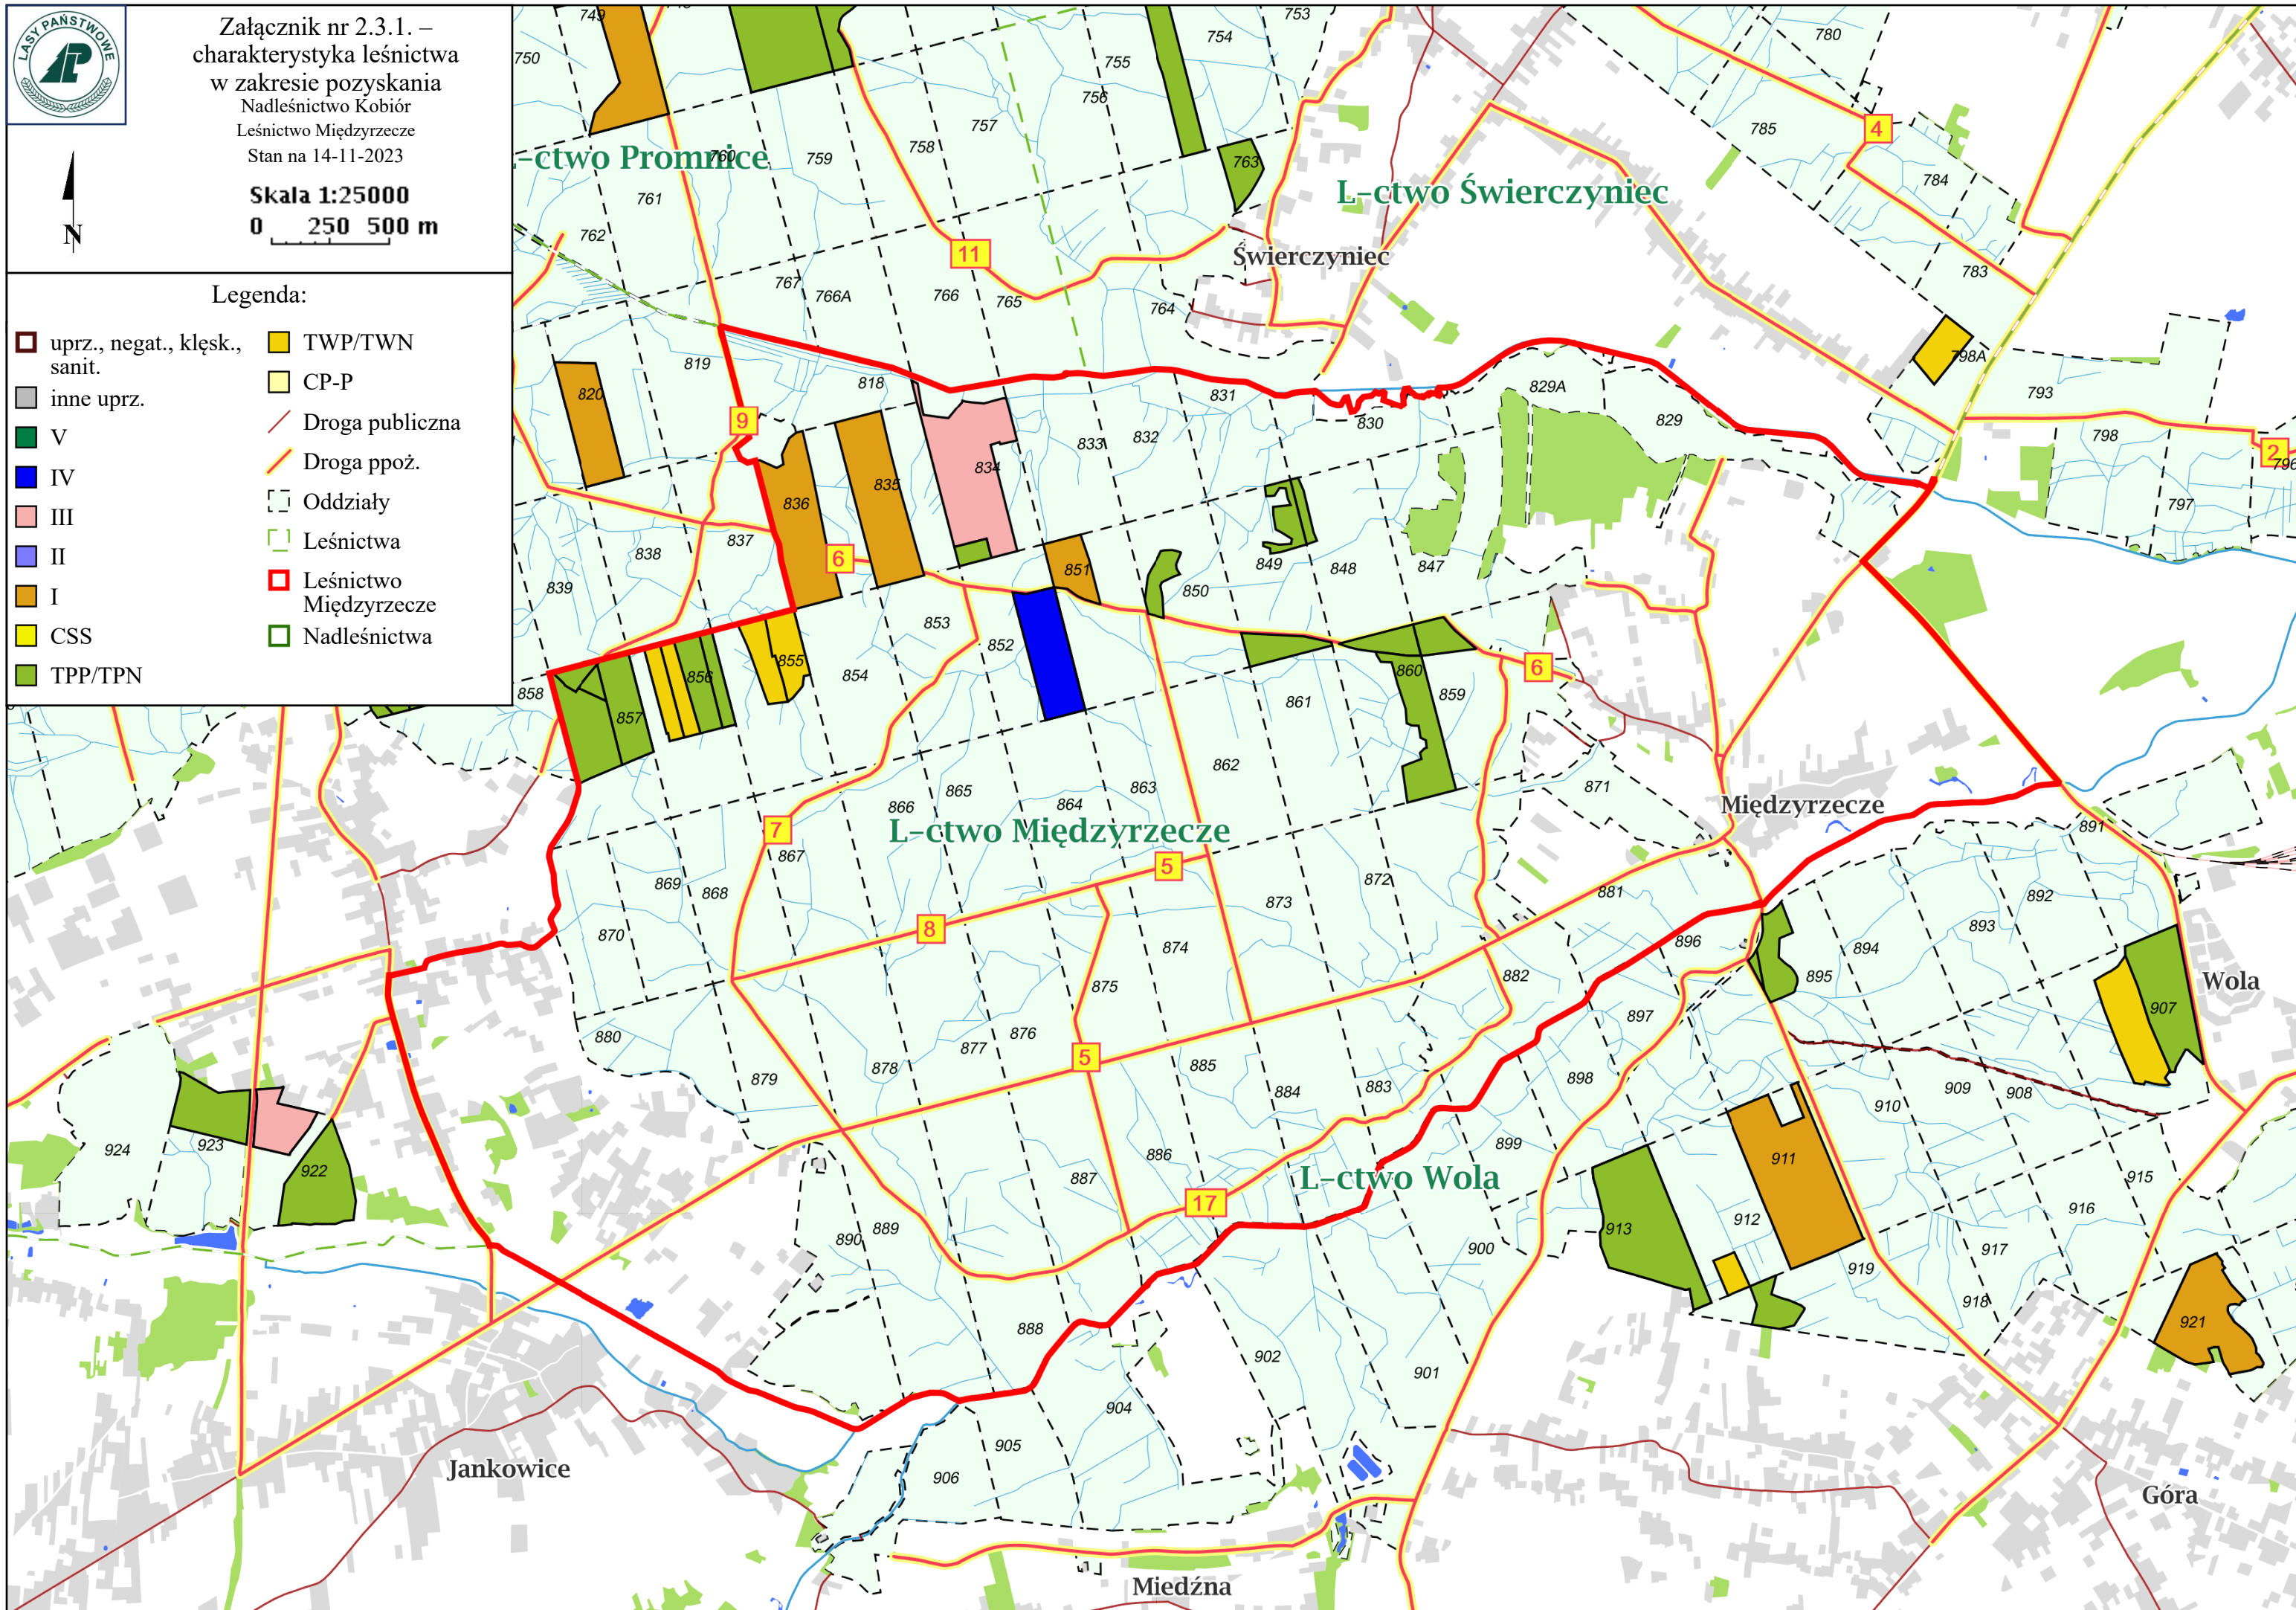 LASY PAŃSTWOWE
Załącznik nr 2.3.1. –
charakterystyka leśnictwa
w zakresie pozyskania
Nadleśnictwo Kobiór
Leśnictwo Międzyrzecze
Stan na 14-11-2023
Skala 1:25000
0 250 500 m
N
Legenda:
uprz., negat., klęsk., sanit.
inne uprz.
V
IV
III
II
I
CSS
TPP/TPN
TWP/TWN
CP-P
Droga publiczna
Droga ppoż.
Oddziały
Leśnictwa
Leśnictwo
Międzyrzecze
Nadleśnictwa
749
750
753
754
755
756
757
758
759
760
761
762
763
780
785
784
783
4
L-ctwo Promnice
L-ctwo Świerczyniec
Świerczyniec
11
767
766A
766
765
764
798A
793
798
2
796
797
819
820
818
9
831
830
829A
829
836
835
834
833
832
6
837
838
839
851
850
849
848
847
853
852
854
855
856
857
858
861
860
859
6
871
Międzyrzecze
862
863
864
865
866
L-ctwo Międzyrzecze
7
867
5
869
868
870
872
873
881
891
892
893
894
895
896
Wola
907
8
874
875
876
877
878
879
880
5
882
897
898
885
884
883
899
910
909
908
924
923
922
886
887
17
L-ctwo Wola
911
912
913
915
916
917
918
919
921
890
889
888
900
901
902
904
905
906
Jankowice
Miedźna
Góra